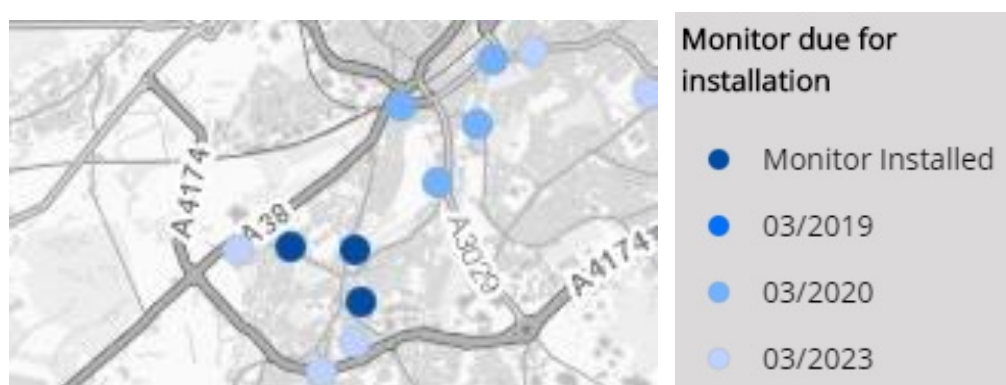 A4174
A38
A3029
A4174
Monitor due for
installation
Monitor Installed
03/2019
03/2020
03/2023